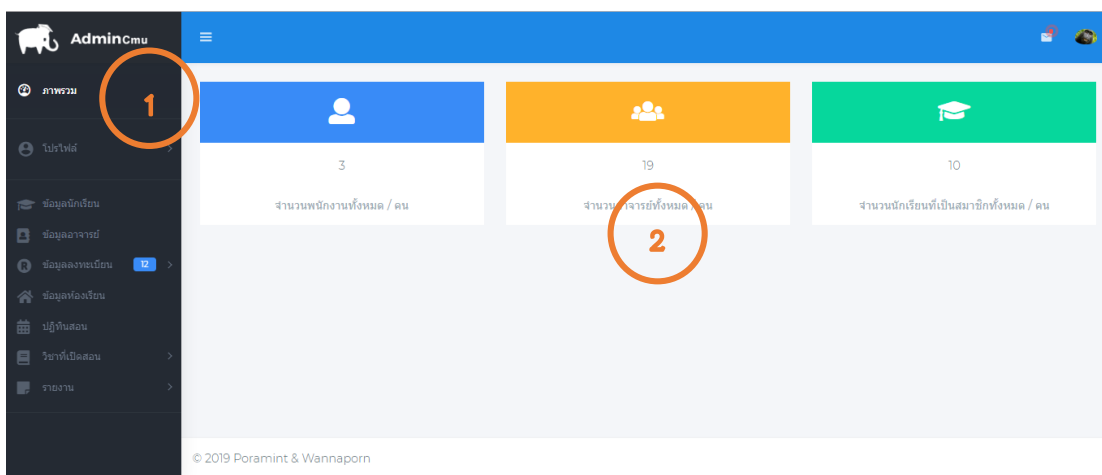 AdminCmu
ภาพรวม
1
โปรไฟล์
ข้อมูลนักเรียน
ข้อมูลอาจารย์
ข้อมูลลงทะเบียน 12
ข้อมูลห้องเรียน
ปฏิทินสอน
วิชาที่เปิดสอน
รายงาน
3
จำนวนพนักงานทั้งหมด / คน
19
จำนวนอาจารย์ทั้งหมด / คน
2
10
จำนวนนักเรียนที่เป็นสมาชิกทั้งหมด / คน
© 2019 Poramint & Wannaporn